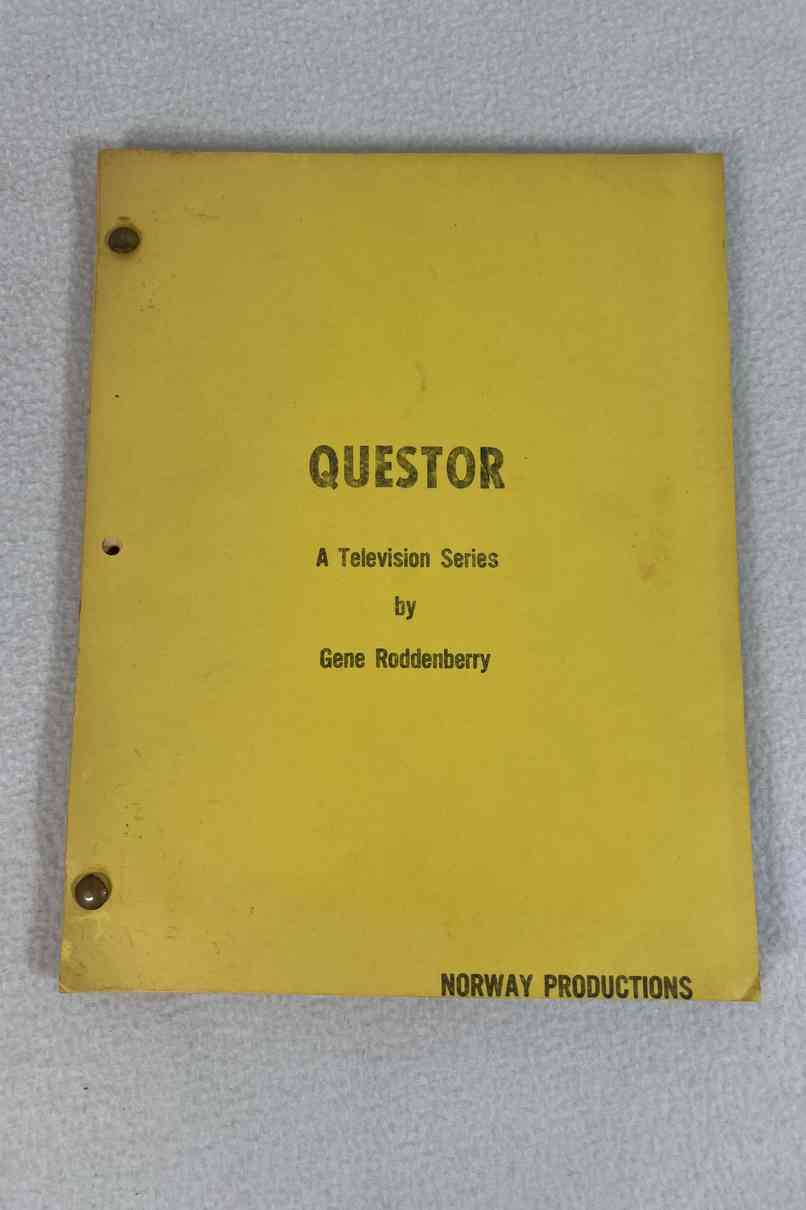 QUESTOR
A Television Series
by
Gene Roddenberry
NORWAY PRODUCTIONS